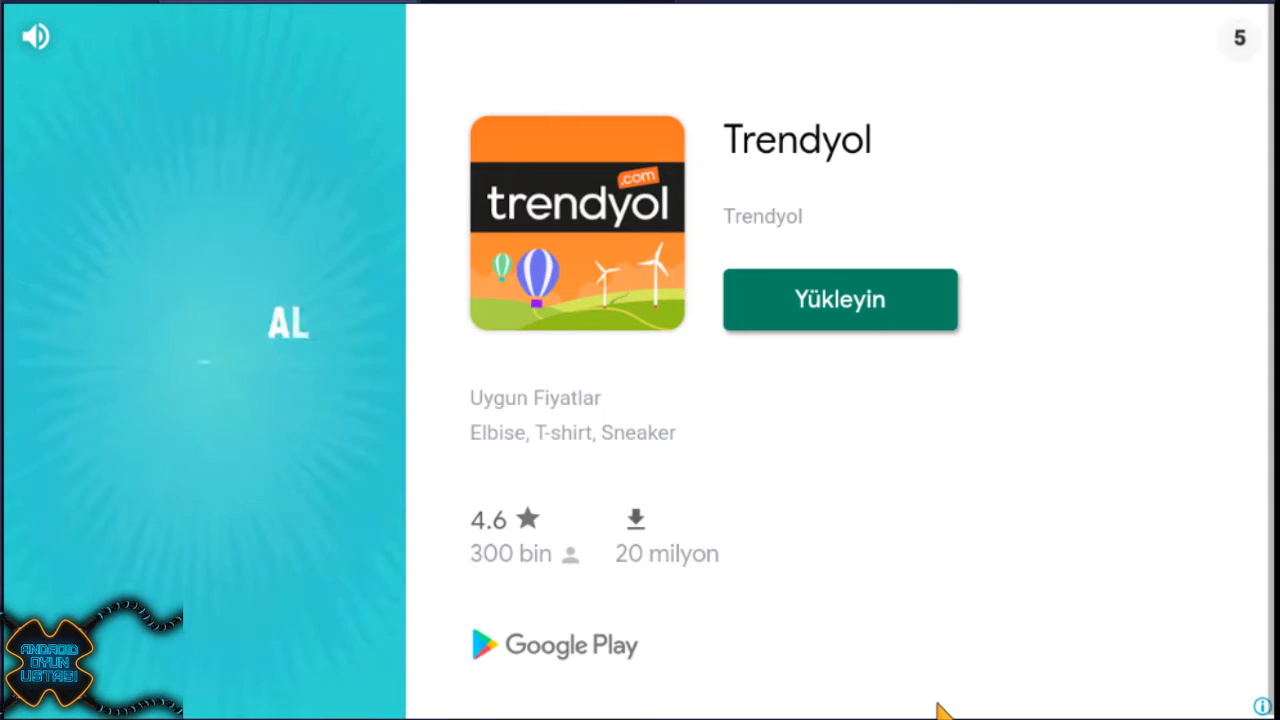 5
trendyol
.com
Trendyol
Trendyol
Yükleyin
AL
Uygun Fiyatlar
Elbise, T-shirt, Sneaker
4.6
300 bin
20 milyon
Google Play
ANDROID
OYUN
USTASI